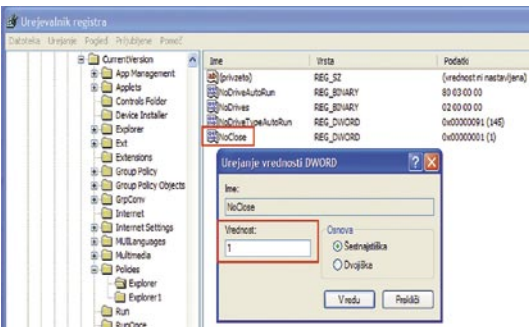 Urejevalnik registra
Datoteka Urejanje Pogled Priljubljene Pomoč
CurrentVersion
App Management
Applets
Controls Folder
Device Installer
Explorer
Ext
Extensions
Group Policy
Group Policy Objects
GrpConv
Internet
Internet Settings
MUILanguages
Multimedia
Policies
Explorer
Explorer1
Run
RunOnce
Ime Vrsta Podatki
(privzeto) REG_SZ (vrednost ni nastavljena)
NoDriveAutoRun REG_BINARY 80 03 00 00
NoDrives REG_BINARY 02 00 00 00
NoDriveTypeAutoRun REG_DWORD 0x00000091 (145)
NoClose REG_DWORD 0x00000001 (1)
Urejanje vrednosti DWORD
Ime:
NoClose
Vrednost:
1
Osnova
Šestnajstiška
Dvojiška
V redu
Prekliči